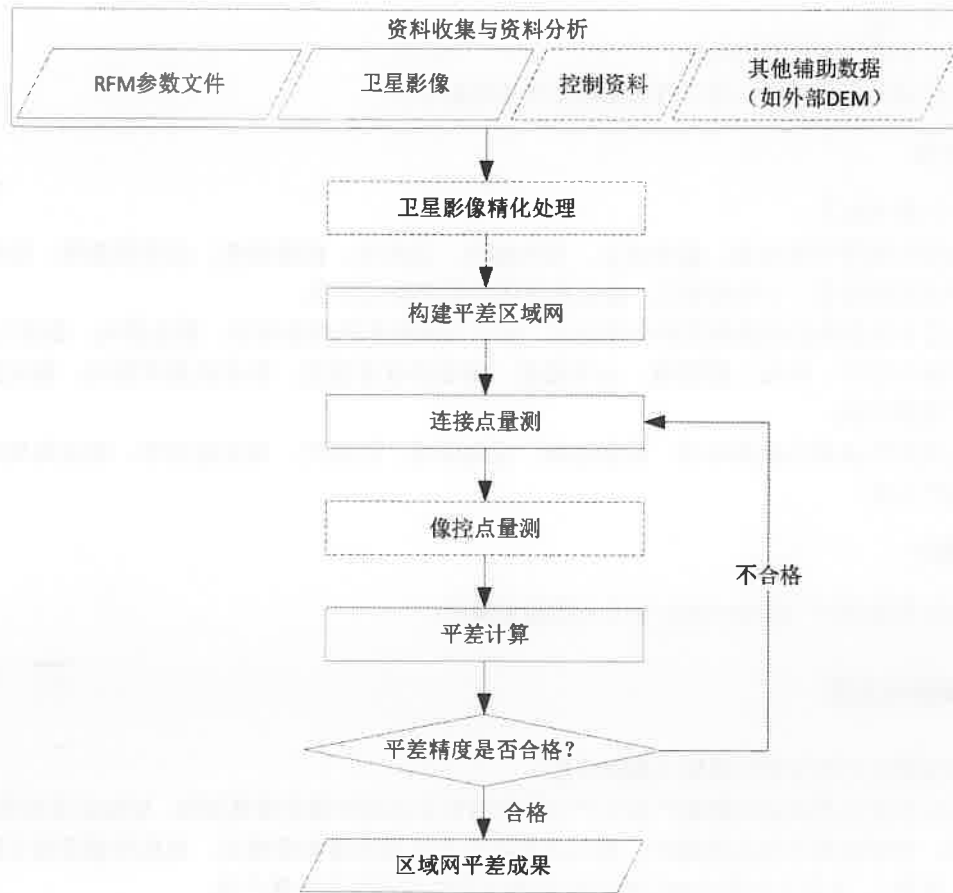 资料收集与资料分析
RFM参数文件
卫星影像
控制资料
其他辅助数据
（如外部DEM）
卫星影像精化处理
构建平差区域网
连接点量测
像控点量测
不合格
平差计算
平差精度是否合格？
合格
区域网平差成果